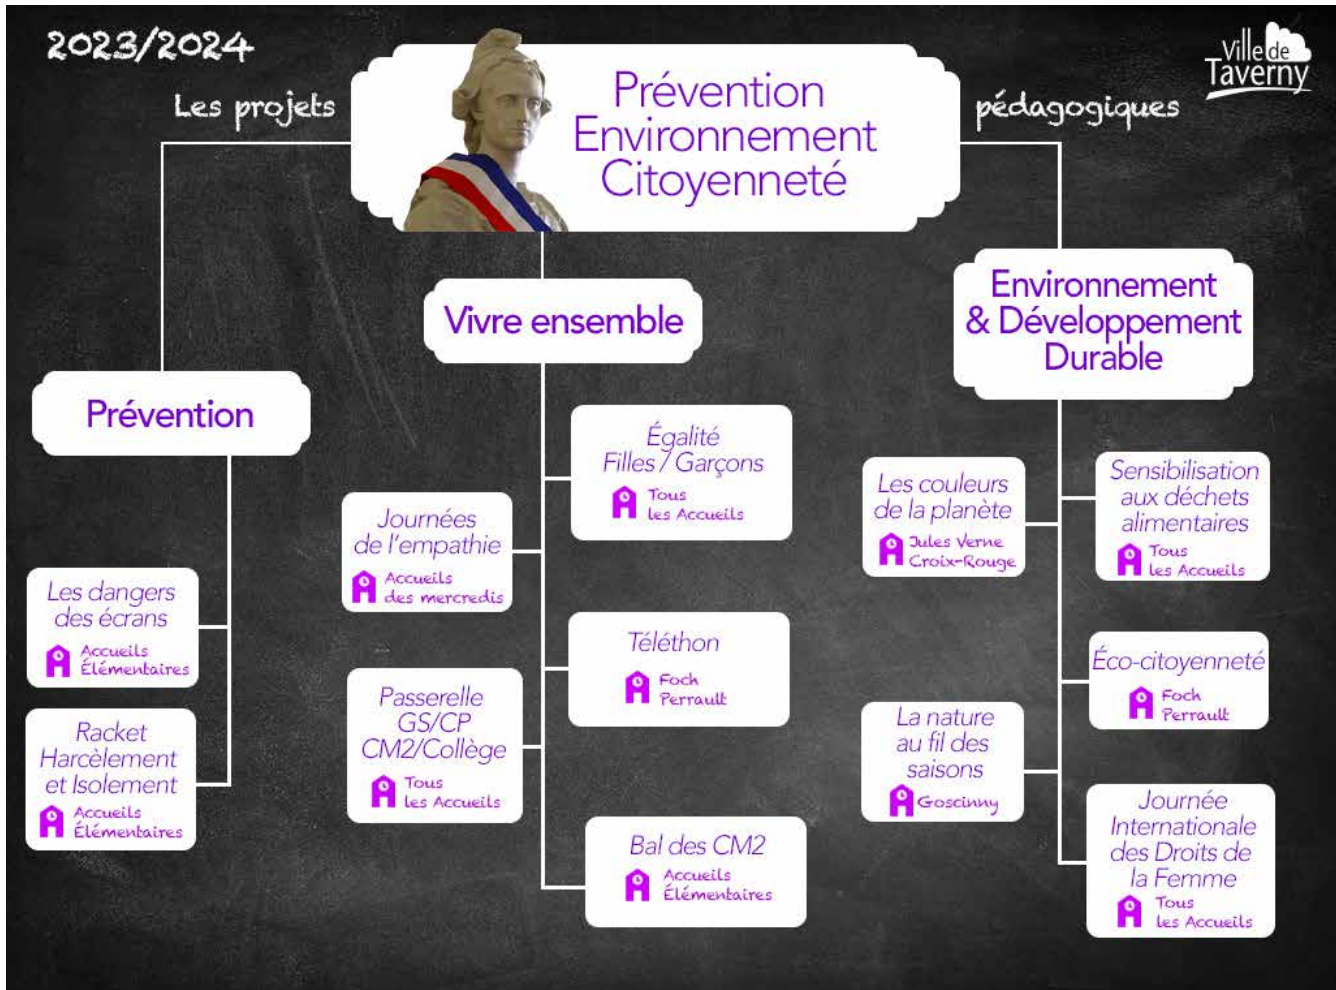 2023/2024
Les projets
pédagogiques
Ville de
Taverny
Prévention
Environnement
Citoyenneté
Prévention
Les dangers
des écrans
Accueils
Élémentaires
Racket
Harcèlement
et Isolement
Accueils
Élémentaires
Vivre ensemble
Égalité
Filles / Garçons
Tous
les Accueils
Journées
de l'empathie
Accueils
des mercredis
Téléthon
Foch
Perrault
Passerelle
GS/CP
CM2/Collège
Tous
les Accueils
Bal des CM2
Accueils
Élémentaires
Environnement
& Développement
Durable
Les couleurs
de la planète
Jules Verne
Croix-Rouge
Sensibilisation
aux déchets
alimentaires
Tous
les Accueils
Éco-citoyenneté
Foch
Perrault
La nature
au fil des
saisons
Goscinny
Journée
Internationale
des Droits de
la Femme
Tous
les Accueils